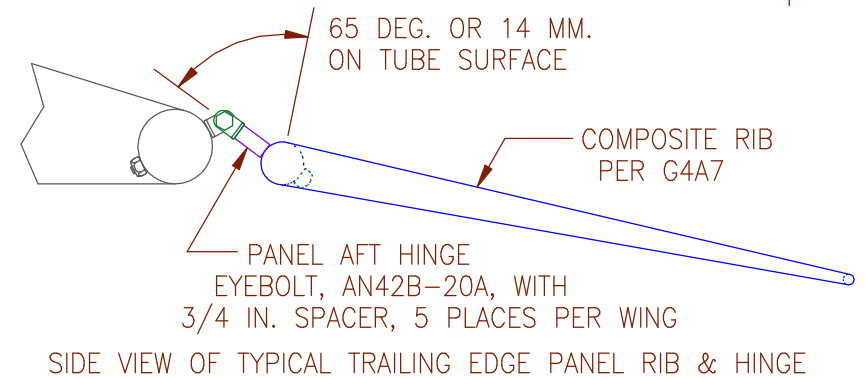 65 DEG. OR 14 MM.
ON TUBE SURFACE
COMPOSITE RIB
PER G4A7
PANEL AFT HINGE
EYEBOLT, AN42B-20A, WITH
3/4 IN. SPACER, 5 PLACES PER WING
SIDE VIEW OF TYPICAL TRAILING EDGE PANEL RIB & HINGE